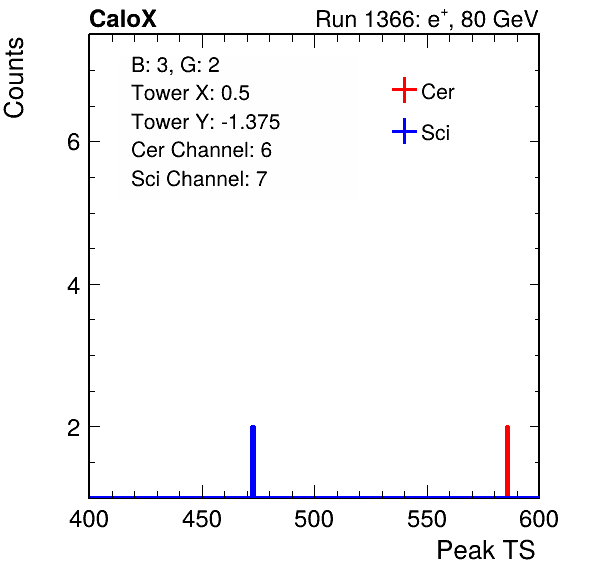 CaloX Run 1366: e+, 80 GeV
Counts
B: 3, G: 2
Tower X: 0.5
Tower Y: -1.375
Cer Channel: 6
Sci Channel: 7
Cer
Sci
6
4
2
400 450 500 550 600
Peak TS